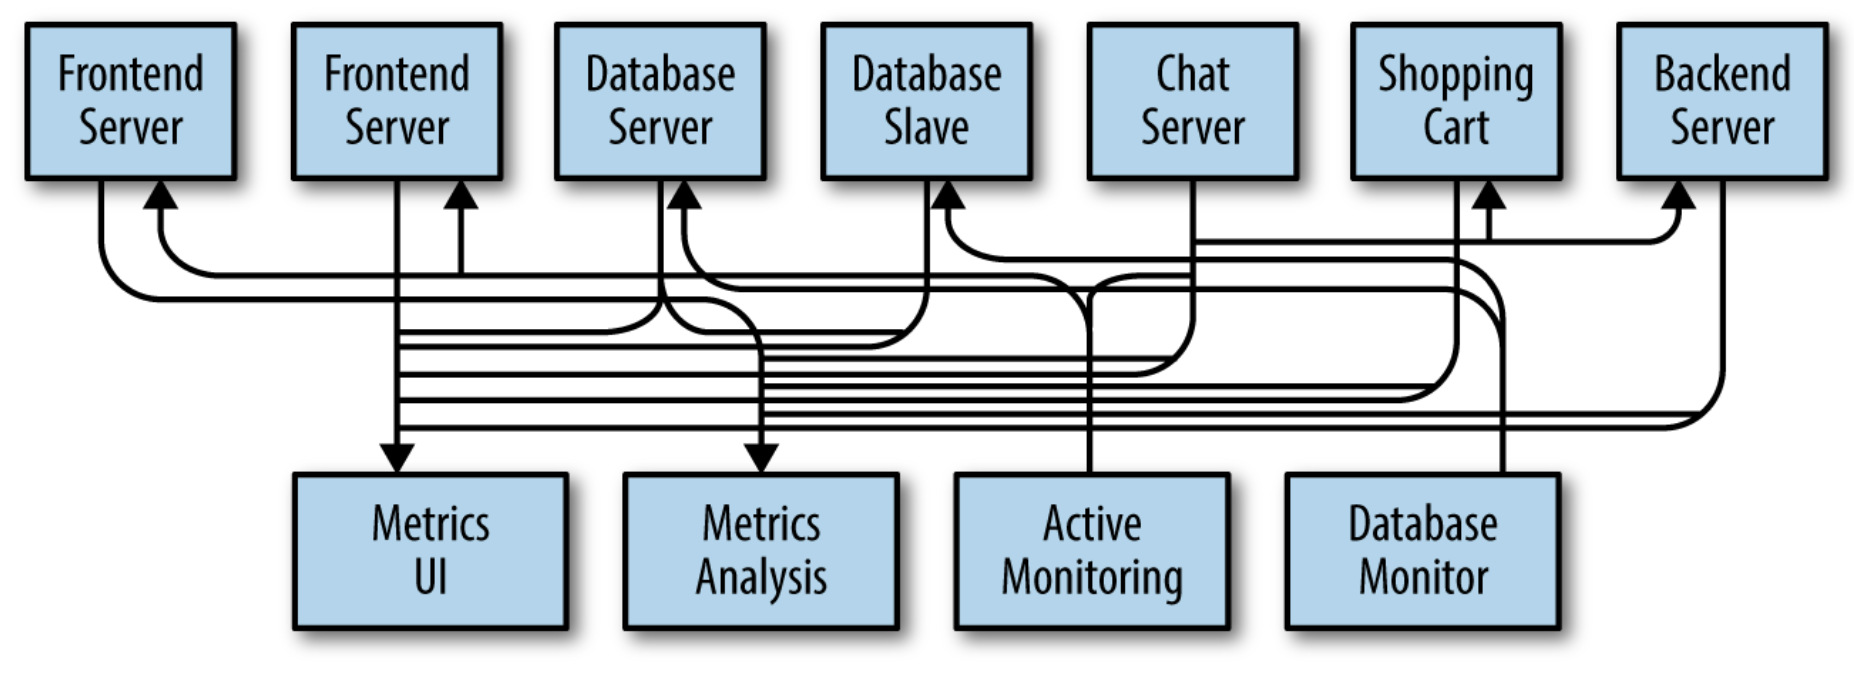 Frontend
Server
Frontend
Server
Database
Server
Database
Slave
Chat
Server
Shopping
Cart
Backend
Server
Metrics
UI
Metrics
Analysis
Active
Monitoring
Database
Monitor